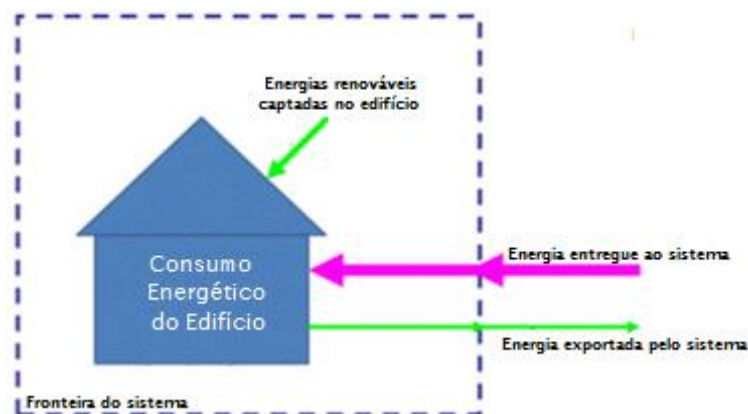 Energias renováveis
captadas no edifício
Consumo
Energético
do Edifício
Energia entregue ao sistema
Energia exportada pelo sistema
Fronteira do sistema